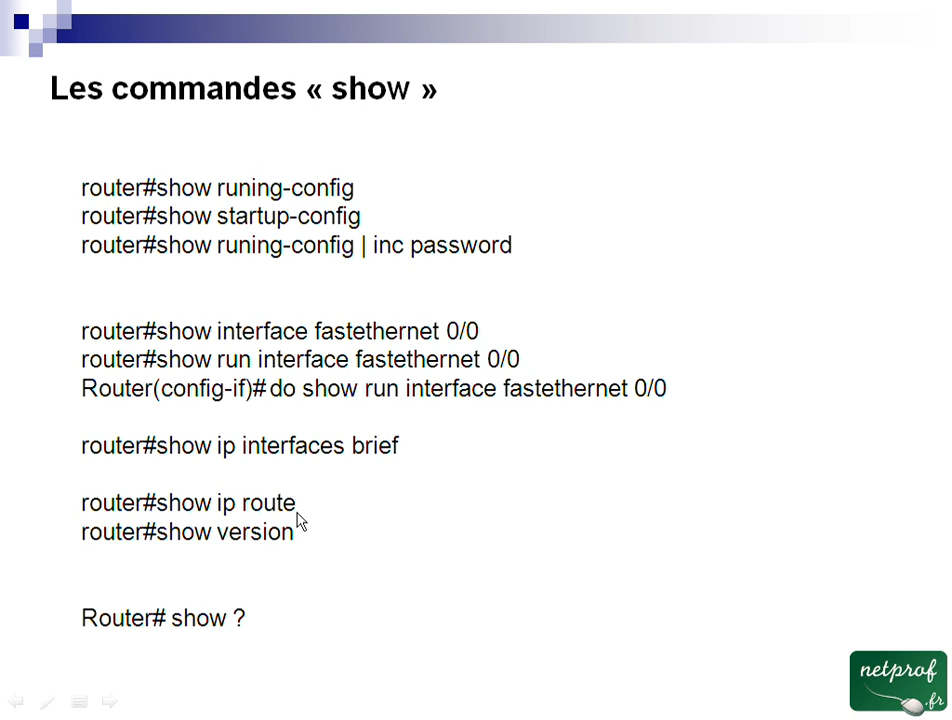 Les commandes « show »
router#show runing-config
router#show startup-config
router#show runing-config | inc password
router#show interface fastethernet 0/0
router#show run interface fastethernet 0/0
Router(config-if)# do show run interface fastethernet 0/0
router#show ip interfaces brief
router#show ip route
router#show version
Router# show ?
netprof
.fr